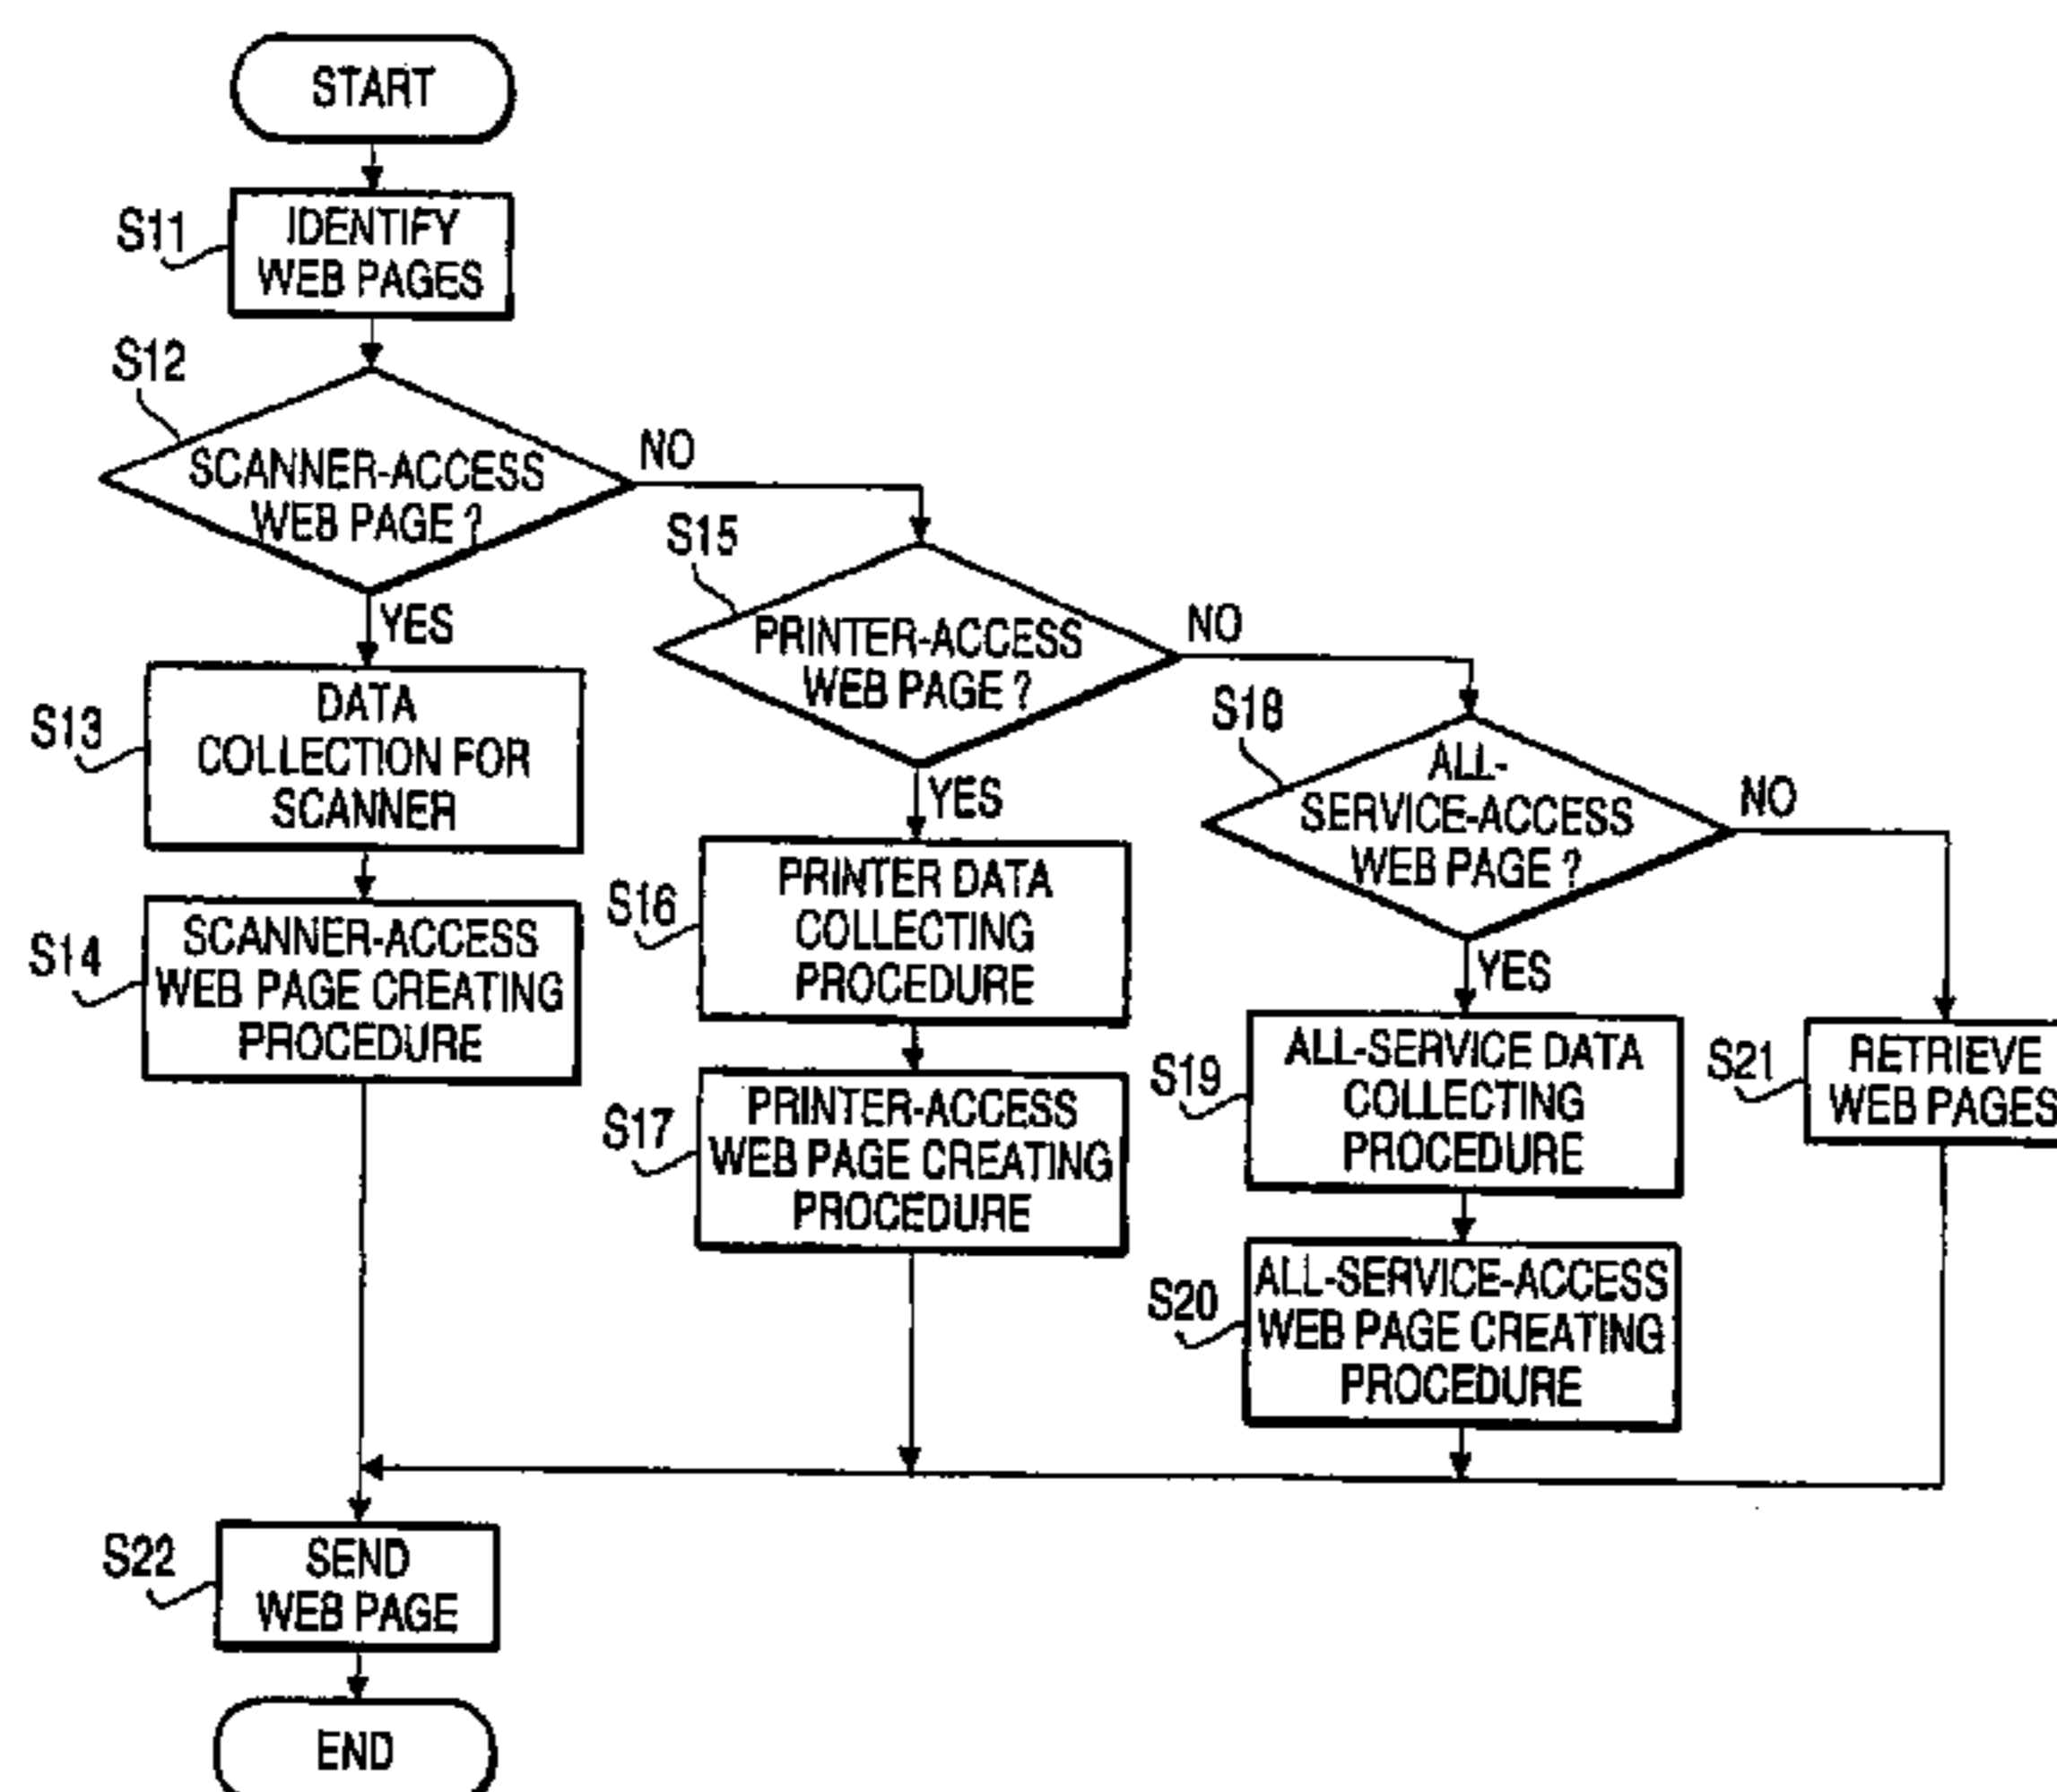 START
S11
IDENTIFY
WEB PAGES
S12
SCANNER-ACCESS
WEB PAGE ?
NO
YES
S13
DATA
COLLECTION FOR
SCANNER
S14
SCANNER-ACCESS
WEB PAGE CREATING
PROCEDURE
S15
PRINTER-ACCESS
WEB PAGE ?
NO
YES
S16
PRINTER DATA
COLLECTING
PROCEDURE
S17
PRINTER-ACCESS
WEB PAGE CREATING
PROCEDURE
S18
ALL-
SERVICE-ACCESS
WEB PAGE ?
NO
YES
S19
ALL-SERVICE DATA
COLLECTING
PROCEDURE
S20
ALL-SERVICE-ACCESS
WEB PAGE CREATING
PROCEDURE
S21
RETRIEVE
WEB PAGES
S22
SEND
WEB PAGE
END